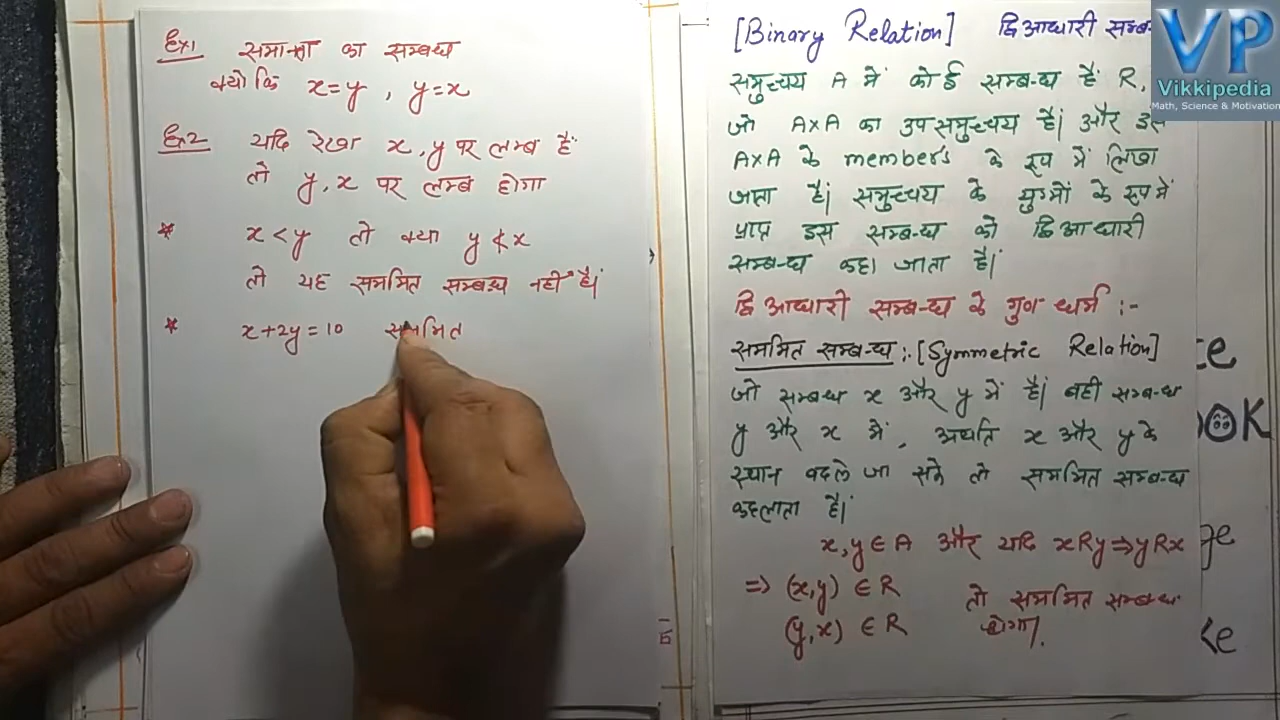 Ex1 समानता का सम्बन्ध
क्यो कि x=y , y=x
Ex2 यदि रेखा x, y पर लम्ब है
तो y, x पर लम्ब होगा
* x<y तो क्या y≮x
तो यह सममित सम्बन्ध नही है।
* x+2y=10 सममित
[Binary Relation] द्विआधारी सम्बन्
VP
Vikkipedia
Math, Science & Motivation
समुच्चय A में कोई सम्बन्ध है R,
जो A×A का उपसमुच्चय है। और इस
A×A के members के रूप में लिखा
जाता है। समुच्चय के युग्मों के रूप में
प्राप्त इस सम्बन्ध को द्विआधारी
सम्बन्ध कहा जाता है।
द्विआधारी सम्बन्ध के गुण धर्म :-
सममित सम्बन्ध :- [Symmetric Relation]
जो सम्बन्ध x और y में है। वही सम्बन्ध
y और x में, अर्थात x और y के
स्थान बदले जा सके तो सममित सम्बन्ध
कहलाता है।
x,y∈A और यदि xRy⇒yRx
⇒ (x,y) ∈ R तो सममित सम्बन्ध
(y,x) ∈ R होगा।